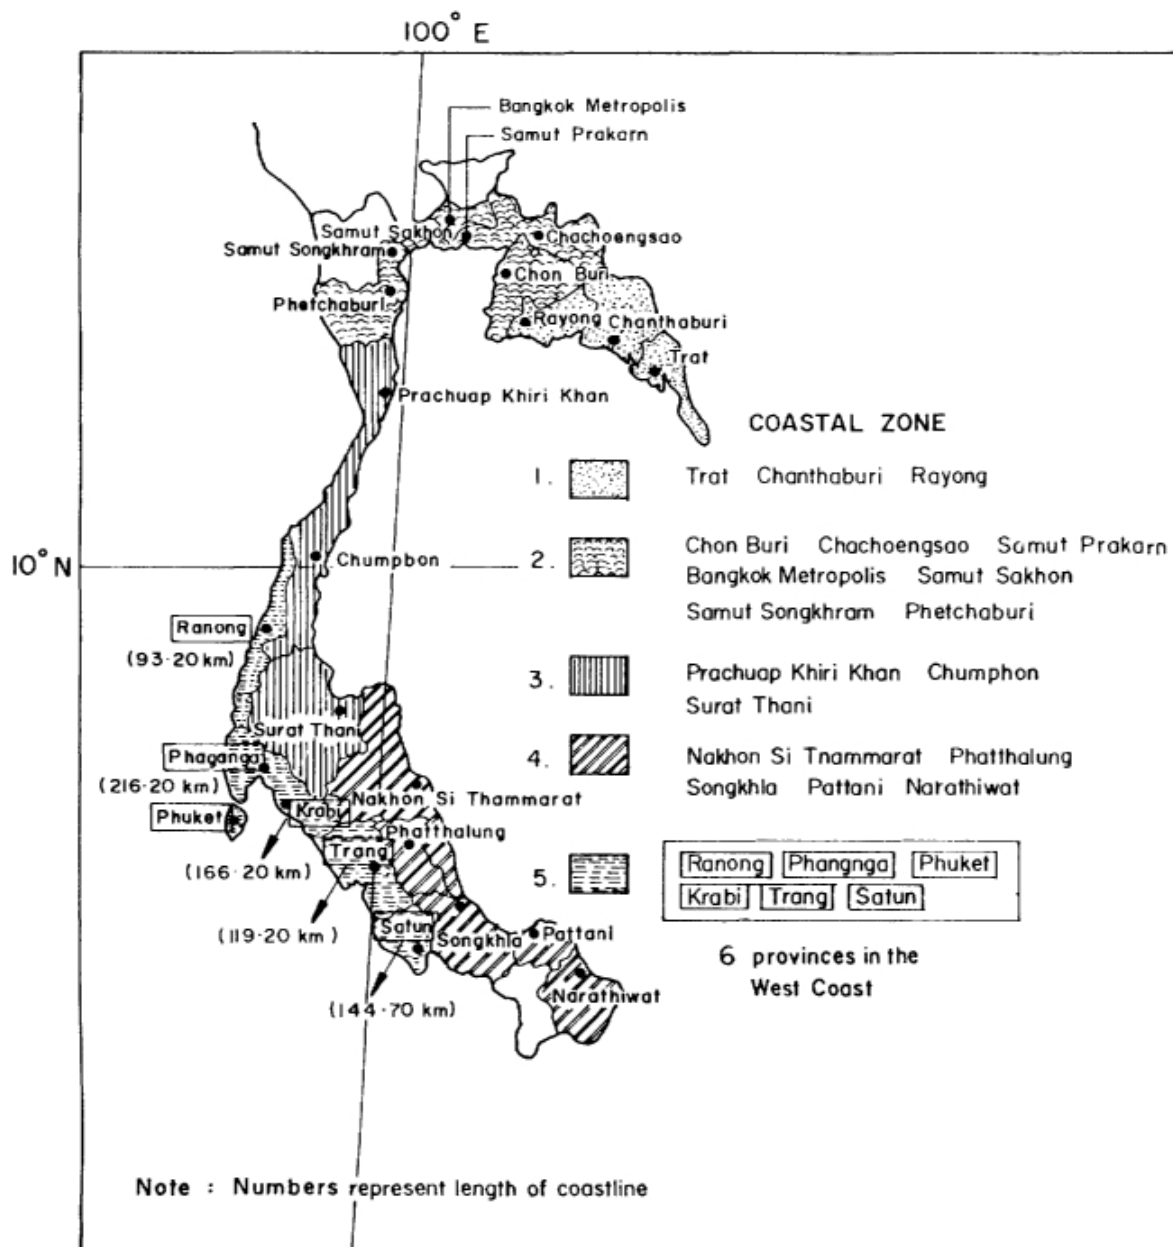 100° E
Bangkok Metropolis
Samut Prakarn
Samut Sakhon
Chachoengsao
Samut Songkhram
Chon Buri
Phetchaburi
Rayong
Chanthaburi
Trat
Prachuap Khiri Khan
COASTAL ZONE
1. Trat Chanthaburi Rayong
10° N
Chumpbon
2. Chon Buri Chachoengsao Samut Prakarn
Bangkok Metropolis Samut Sakhon
Samut Songkhram Phetchaburi
Ranong
(93·20 km)
3. Prachuap Khiri Khan Chumphon
Surat Thani
Surat Thani
Phaganga
(216·20 km)
4. Nakhon Si Tnammarat Phatthalung
Songkhla Pattani Narathiwat
Phuket
Krabi
Nakhon Si Thammarat
Phatthalung
Trang
(166·20 km)
5. Ranong Phangnga Phuket
Krabi Trang Satun
(119·20 km)
Satun
Songkhla
Pattani
6 provinces in the
West Coast
Narathiwat
(144·70 km)
Note : Numbers represent length of coastline